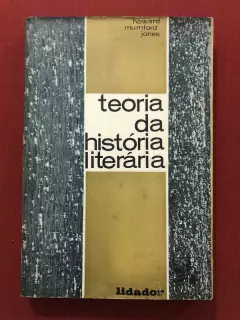 howard
mumford
jones
teoria
da
história
literária
lidador